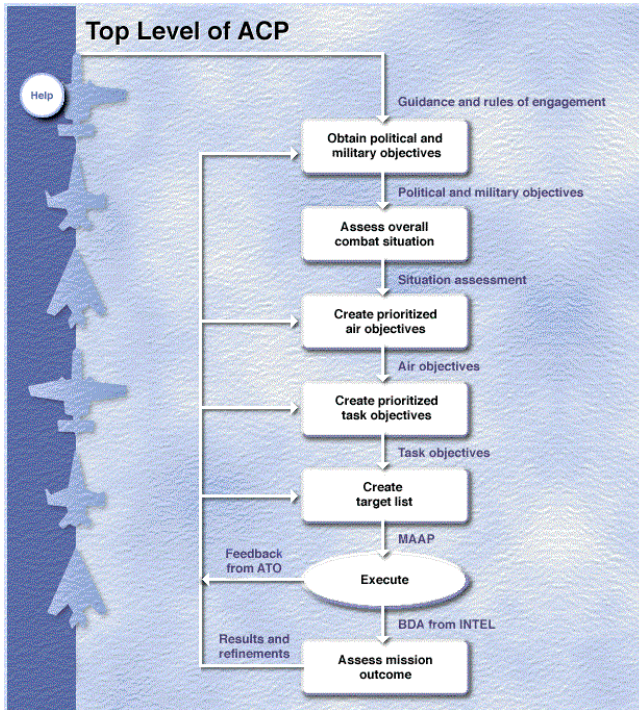 Top Level of ACP
Help
Guidance and rules of engagement
Obtain political and
military objectives
Political and military objectives
Assess overall
combat situation
Situation assessment
Create prioritized
air objectives
Air objectives
Create prioritized
task objectives
Task objectives
Create
target list
MAAP
Feedback
from ATO
Execute
BDA from INTEL
Results and
refinements
Assess mission
outcome